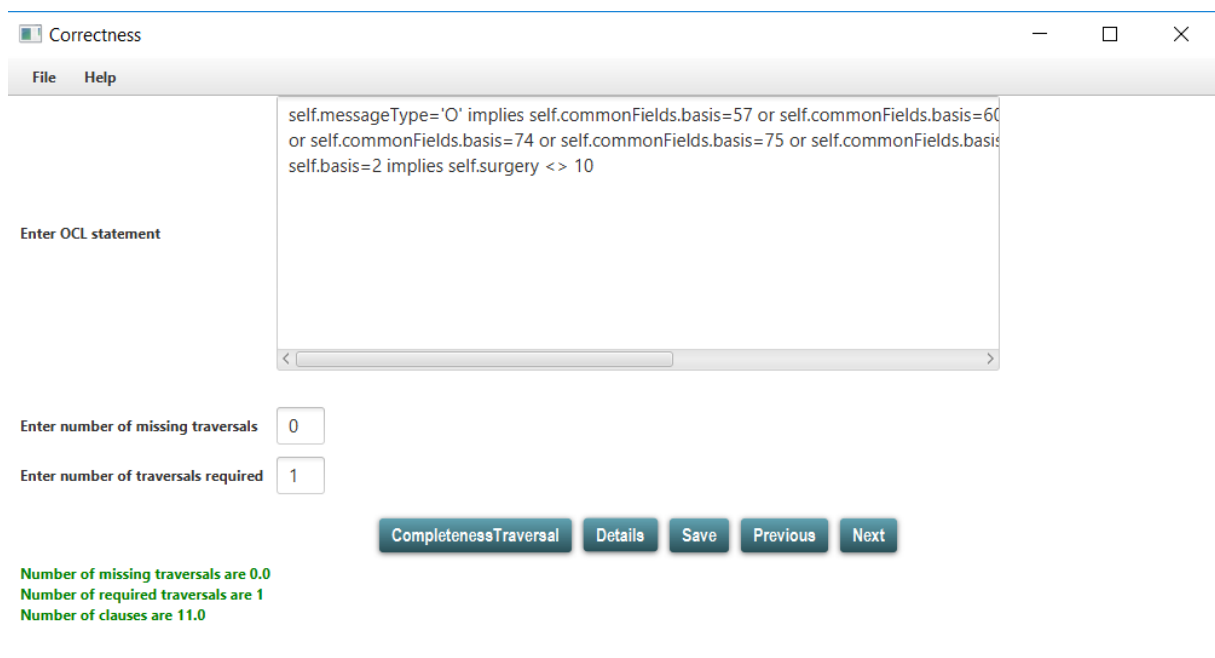 Correctness
File Help
self.messageType='O' implies self.commonFields.basis=57 or self.commonFields.basis=60
or self.commonFields.basis=74 or self.commonFields.basis=75 or self.commonFields.basis
self.basis=2 implies self.surgery <> 10
Enter OCL statement
Enter number of missing traversals 0
Enter number of traversals required 1
CompletenessTraversal Details Save Previous Next
Number of missing traversals are 0.0
Number of required traversals are 1
Number of clauses are 11.0